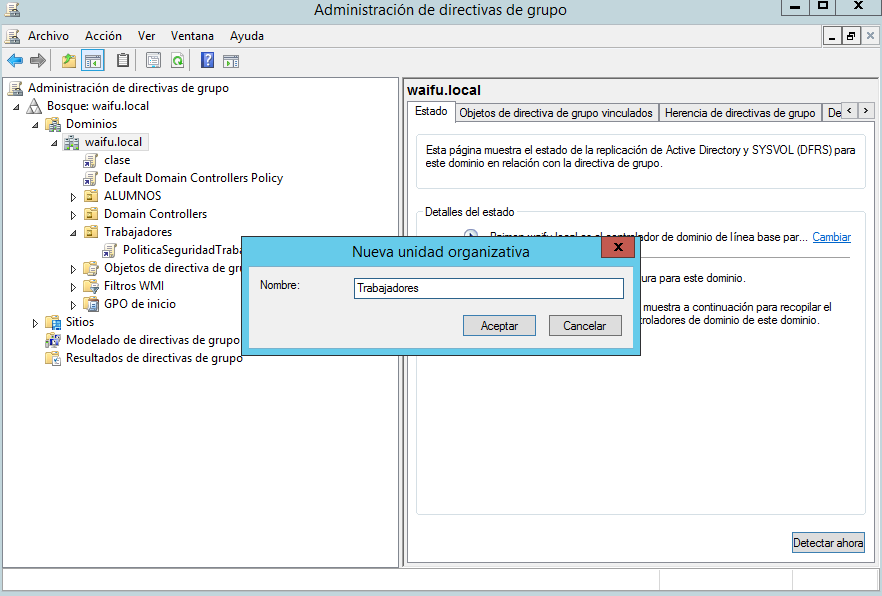 Administración de directivas de grupo
Archivo Acción Ver Ventana Ayuda
Administración de directivas de grupo
Bosque: waifu.local
Dominios
waifu.local
clase
Default Domain Controllers Policy
ALUMNOS
Domain Controllers
Trabajadores
PoliticaSeguridadTraba
Objetos de directiva de gru
Filtros WMI
GPO de inicio
Sitios
Modelado de directivas de grupo
Resultados de directivas de grupo
waifu.local
Estado Objetos de directiva de grupo vinculados Herencia de directivas de grupo De
Esta página muestra el estado de la replicación de Active Directory y SYSVOL (DFRS) para
este dominio en relación con la directiva de grupo.
Detalles del estado
waifu.local es el controlador de dominio de línea base par... Cambiar
ura para este dominio.
muestra a continuación para recopilar el
troladores de dominio de este dominio.
Detectar ahora
Nueva unidad organizativa
Nombre: Trabajadores
Aceptar Cancelar